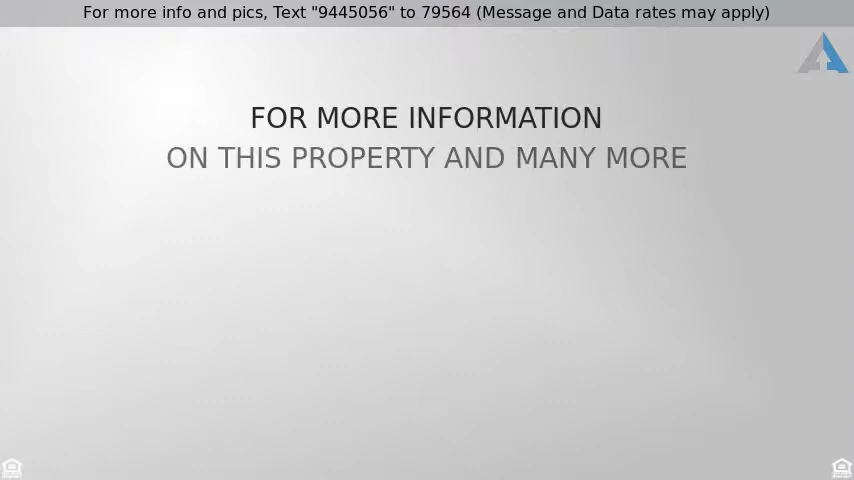 For more info and pics, Text "9445056" to 79564 (Message and Data rates may apply)
FOR MORE INFORMATION
ON THIS PROPERTY AND MANY MORE